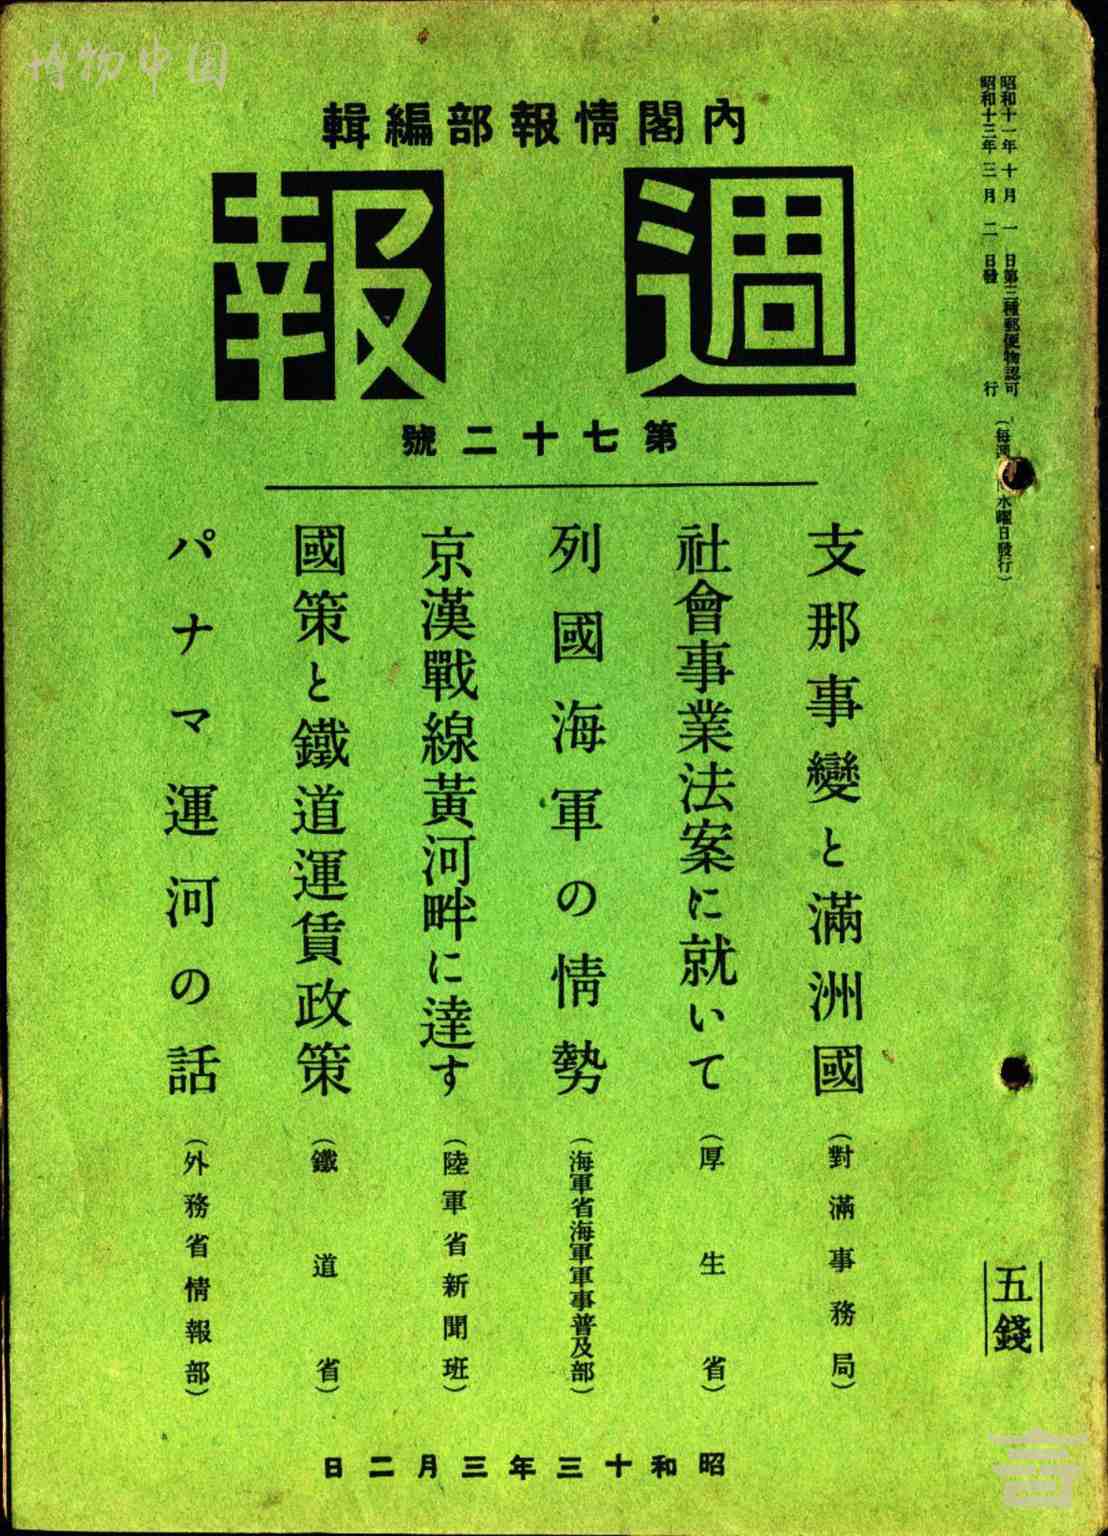 博物中国
昭和十一年十月一日第三種郵便物認可
昭和十三年三月二日發行
(每週 水曜日發行)
內閣情報部編輯
週報
第七十二號
支那事變と滿洲國(對滿事務局)
社會事業法案に就いて(厚生省)
列國海軍の情勢(海軍省海軍軍事普及部)
京漢戰線黃河畔に達す(陸軍省新聞班)
國策と鐵道運賃政策(鐵道省)
パナマ運河の話(外務省情報部)
五錢
昭和十三年三月二日